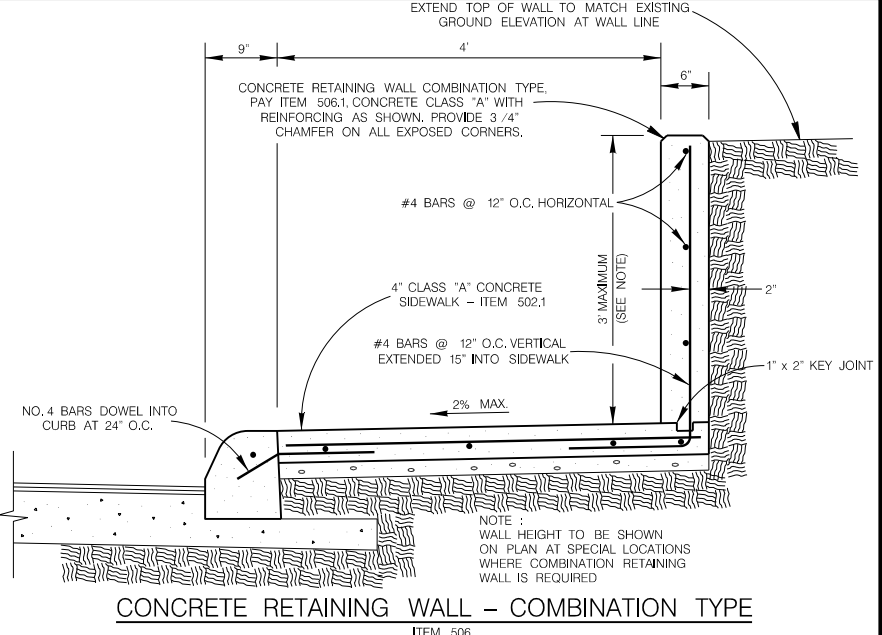 EXTEND TOP OF WALL TO MATCH EXISTING
GROUND ELEVATION AT WALL LINE
9"
4'
6"
CONCRETE RETAINING WALL COMBINATION TYPE,
PAY ITEM 506.1, CONCRETE CLASS "A" WITH
REINFORCING AS SHOWN. PROVIDE 3 /4"
CHAMFER ON ALL EXPOSED CORNERS.
#4 BARS @ 12" O.C. HORIZONTAL
3' MAXIMUM
(SEE NOTE)
4" CLASS "A" CONCRETE
SIDEWALK - ITEM 502.1
2"
#4 BARS @ 12" O.C. VERTICAL
EXTENDED 15" INTO SIDEWALK
1" x 2" KEY JOINT
2% MAX.
NO. 4 BARS DOWEL INTO
CURB AT 24" O.C.
NOTE :
WALL HEIGHT TO BE SHOWN
ON PLAN AT SPECIAL LOCATIONS
WHERE COMBINATION RETAINING
WALL IS REQUIRED
CONCRETE RETAINING WALL - COMBINATION TYPE
ITEM 506